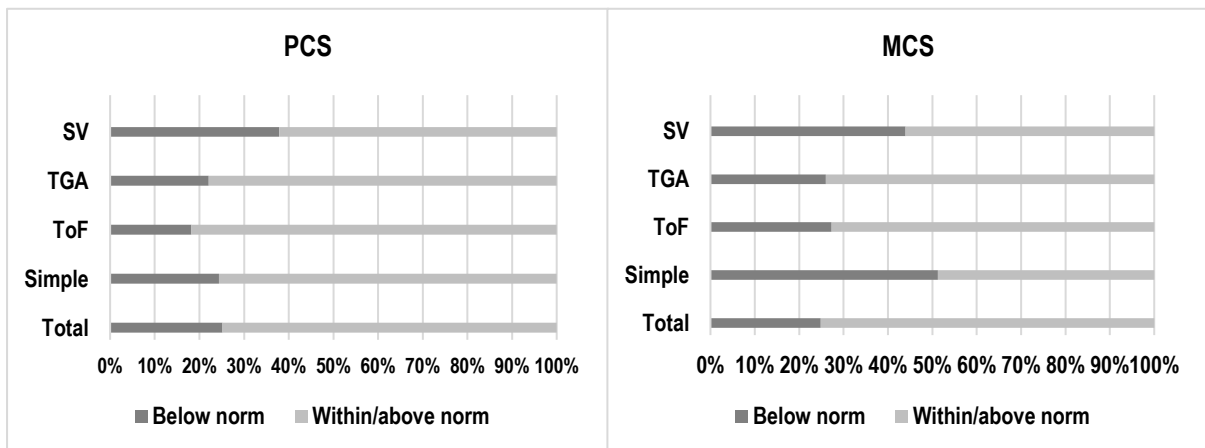 PCS
SV
TGA
ToF
Simple
Total
0% 10% 20% 30% 40% 50% 60% 70% 80% 90% 100%
Below norm Within/above norm
MCS
SV
TGA
ToF
Simple
Total
0% 10% 20% 30% 40% 50% 60% 70% 80% 90%100%
Below norm Within/above norm